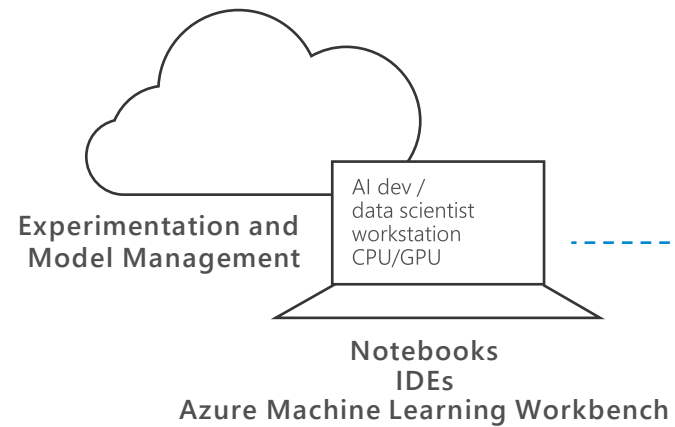 AI dev /
data scientist
workstation
CPU/GPU
Experimentation and
Model Management
Notebooks
IDEs
Azure Machine Learning Workbench